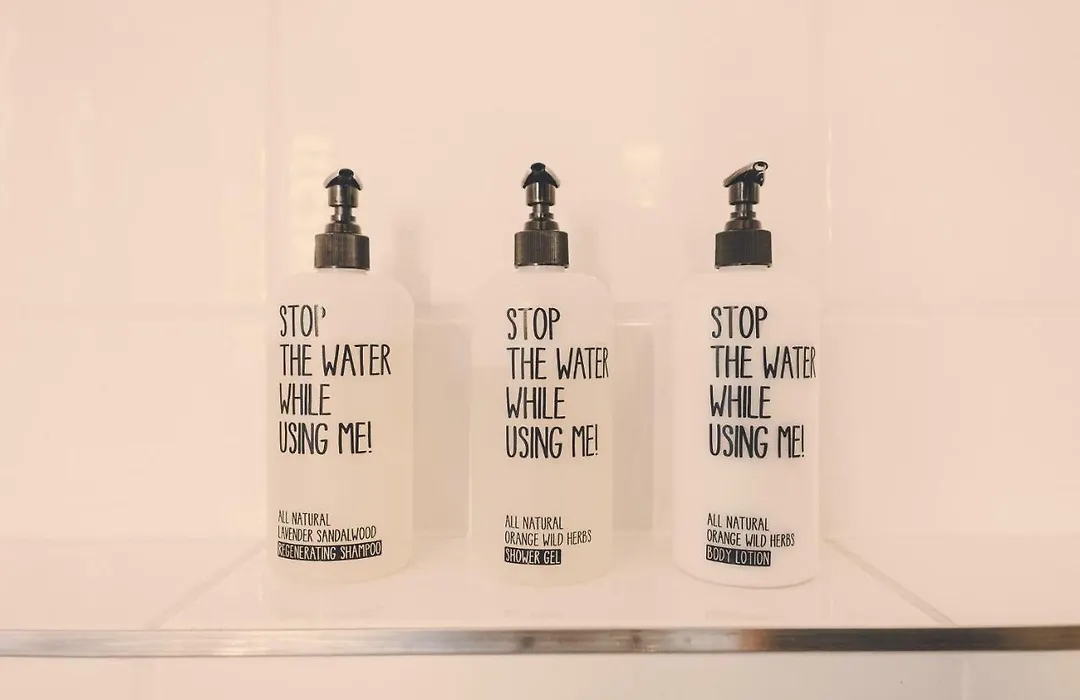 STOP
THE WATER
WHILE
USING ME!
ALL NATURAL
LAVENDER SANDALWOOD
REGENERATING SHAMPOO
STOP
THE WATER
WHILE
USING ME!
ALL NATURAL
ORANGE WILD HERBS
SHOWER GEL
STOP
THE WATER
WHILE
USING ME!
ALL NATURAL
ORANGE WILD HERBS
BODY LOTION